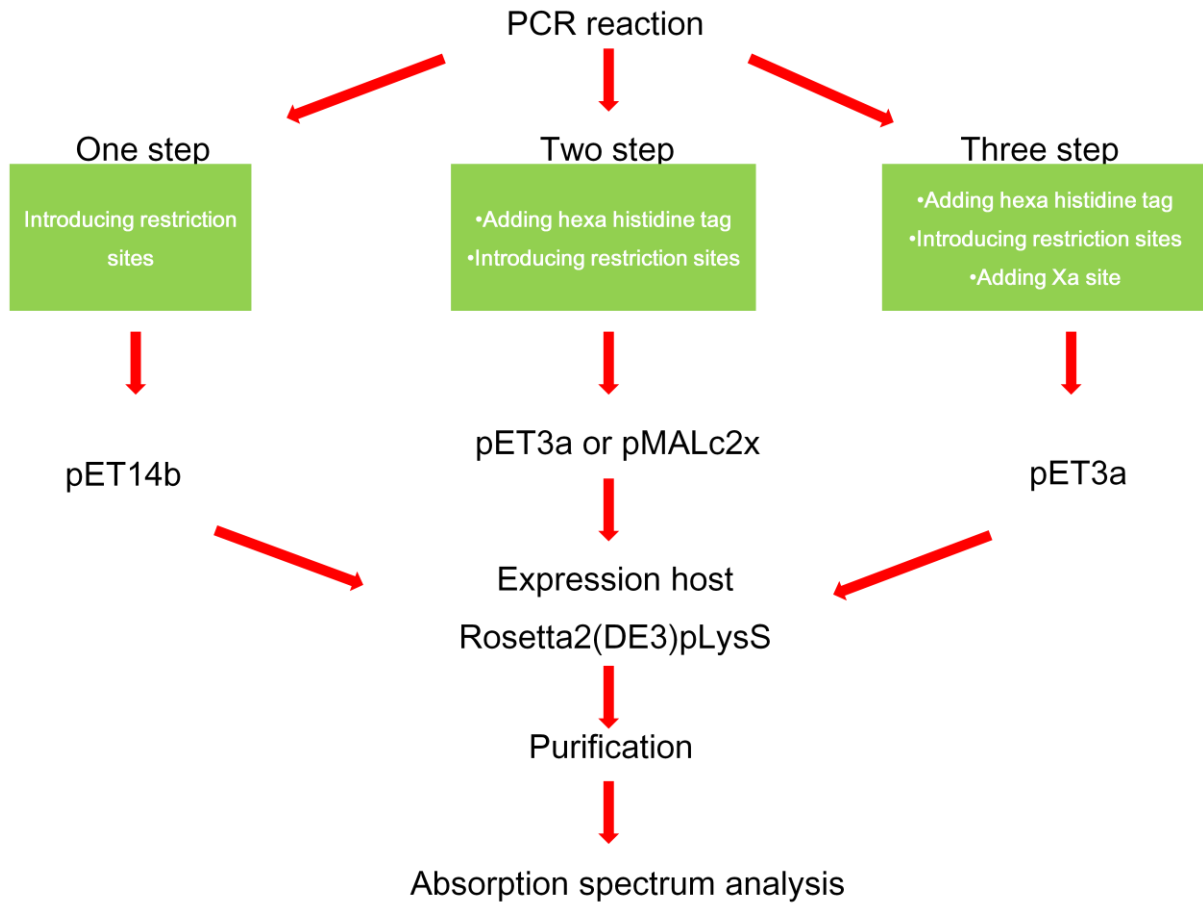 PCR reaction
One step
Introducing restriction
sites
pET14b
Two step
•Adding hexa histidine tag
•Introducing restriction sites
pET3a or pMALc2x
Three step
•Adding hexa histidine tag
•Introducing restriction sites
•Adding Xa site
pET3a
Expression host
Rosetta2(DE3)pLysS
Purification
Absorption spectrum analysis